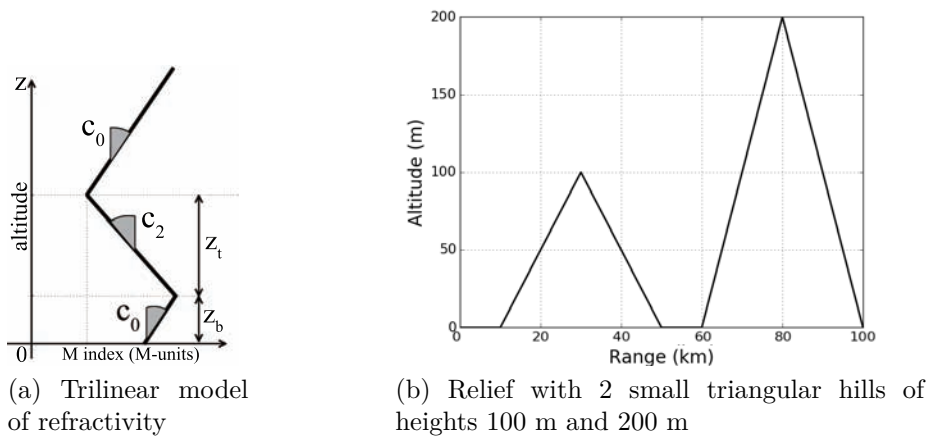 z
altitude
c0
c2
zt
c0
zb
0
M index (M-units)
(a) Trilinear model
of refractivity
200
150
100
50
0
Altitude (m)
0 20 40 60 80 100
Range (km)
(b) Relief with 2 small triangular hills of
heights 100 m and 200 m